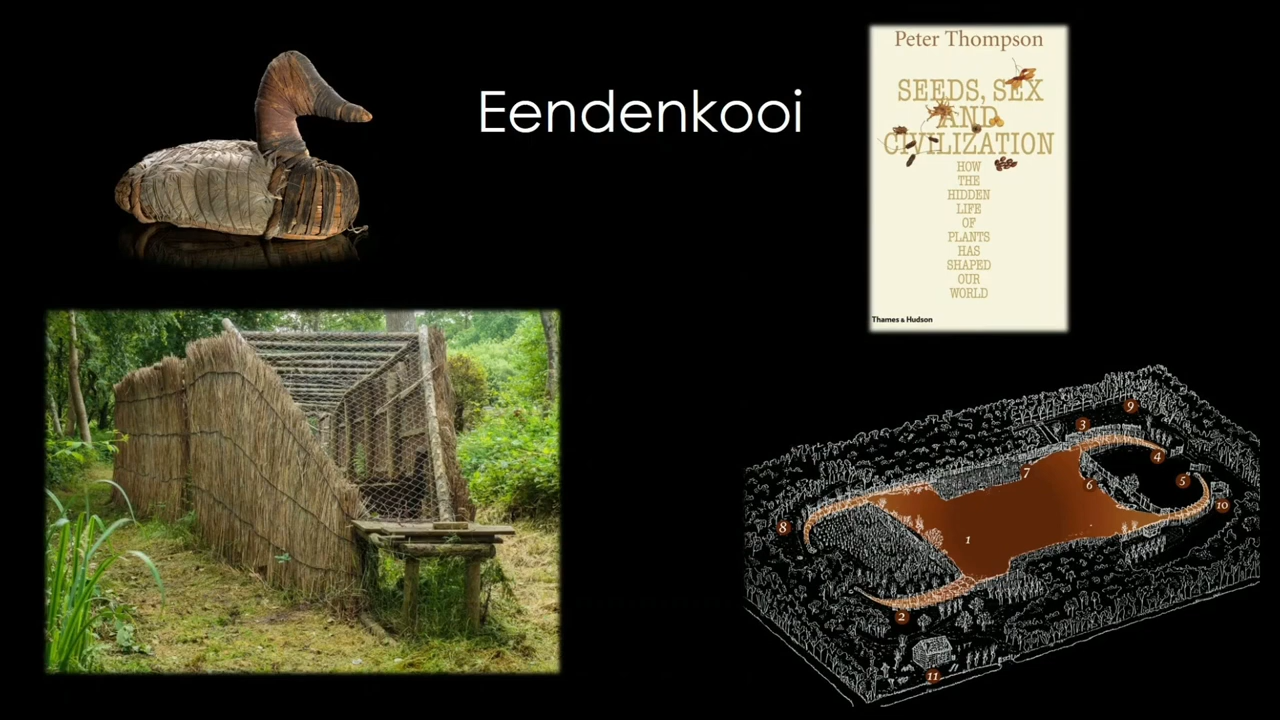 Eendenkooi
Peter Thompson
SEEDS, SEX
AND
CIVILIZATION
HOW
THE
HIDDEN
LIFE
OF
PLANTS
HAS
SHAPED
OUR
WORLD
Thames & Hudson
9
3
4
7
6
5
10
8
1
2
11